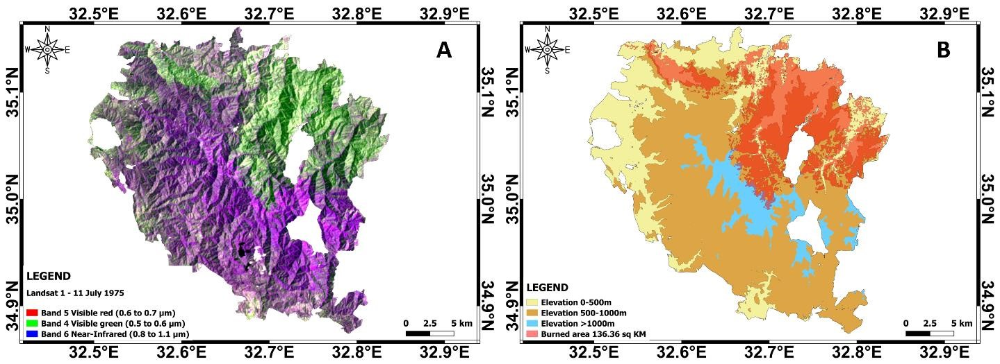 32.5°E 32.6°E 32.7°E 32.8°E 32.9°E
N
W E
S
A
35.1°N 35.1°N
35.0°N 35.0°N
34.9°N 34.9°N
LEGEND
Landsat 1 - 11 July 1975
Band 5 Visible red (0.6 to 0.7 µm)
Band 4 Visible green (0.5 to 0.6 µm)
Band 6 Near-Infrared (0.8 to 1.1 µm)
0 2.5 5 km
32.5°E 32.6°E 32.7°E 32.8°E 32.9°E
32.5°E 32.6°E 32.7°E 32.8°E 32.9°E
N
W E
S
B
35.1°N 35.1°N
35.0°N 35.0°N
34.9°N 34.9°N
LEGEND
Elevation 0-500m
Elevation 500-1000m
Elevation >1000m
Burned area 136.36 sq KM
0 2.5 5 km
32.5°E 32.6°E 32.7°E 32.8°E 32.9°E